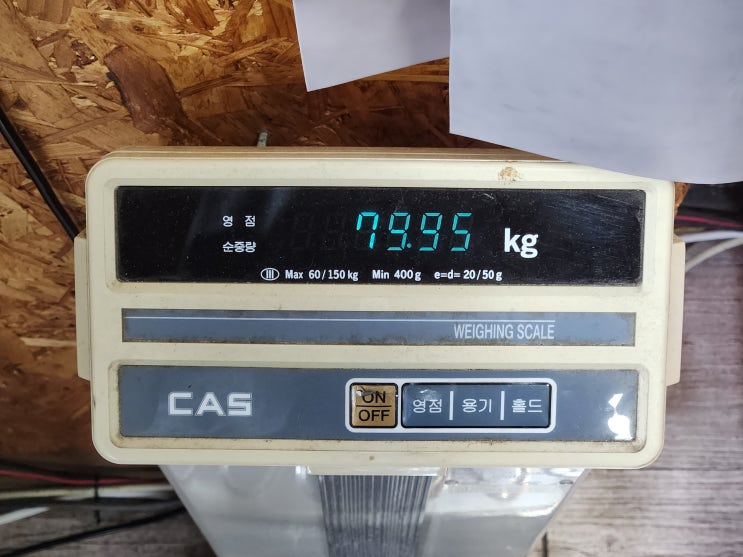 영 점
79.95 kg
순중량
Ⅲ Max 60/150 kg Min 400 g e=d= 20/50 g
WEIGHING SCALE
CAS
ON
OFF
영점 용기 홀드